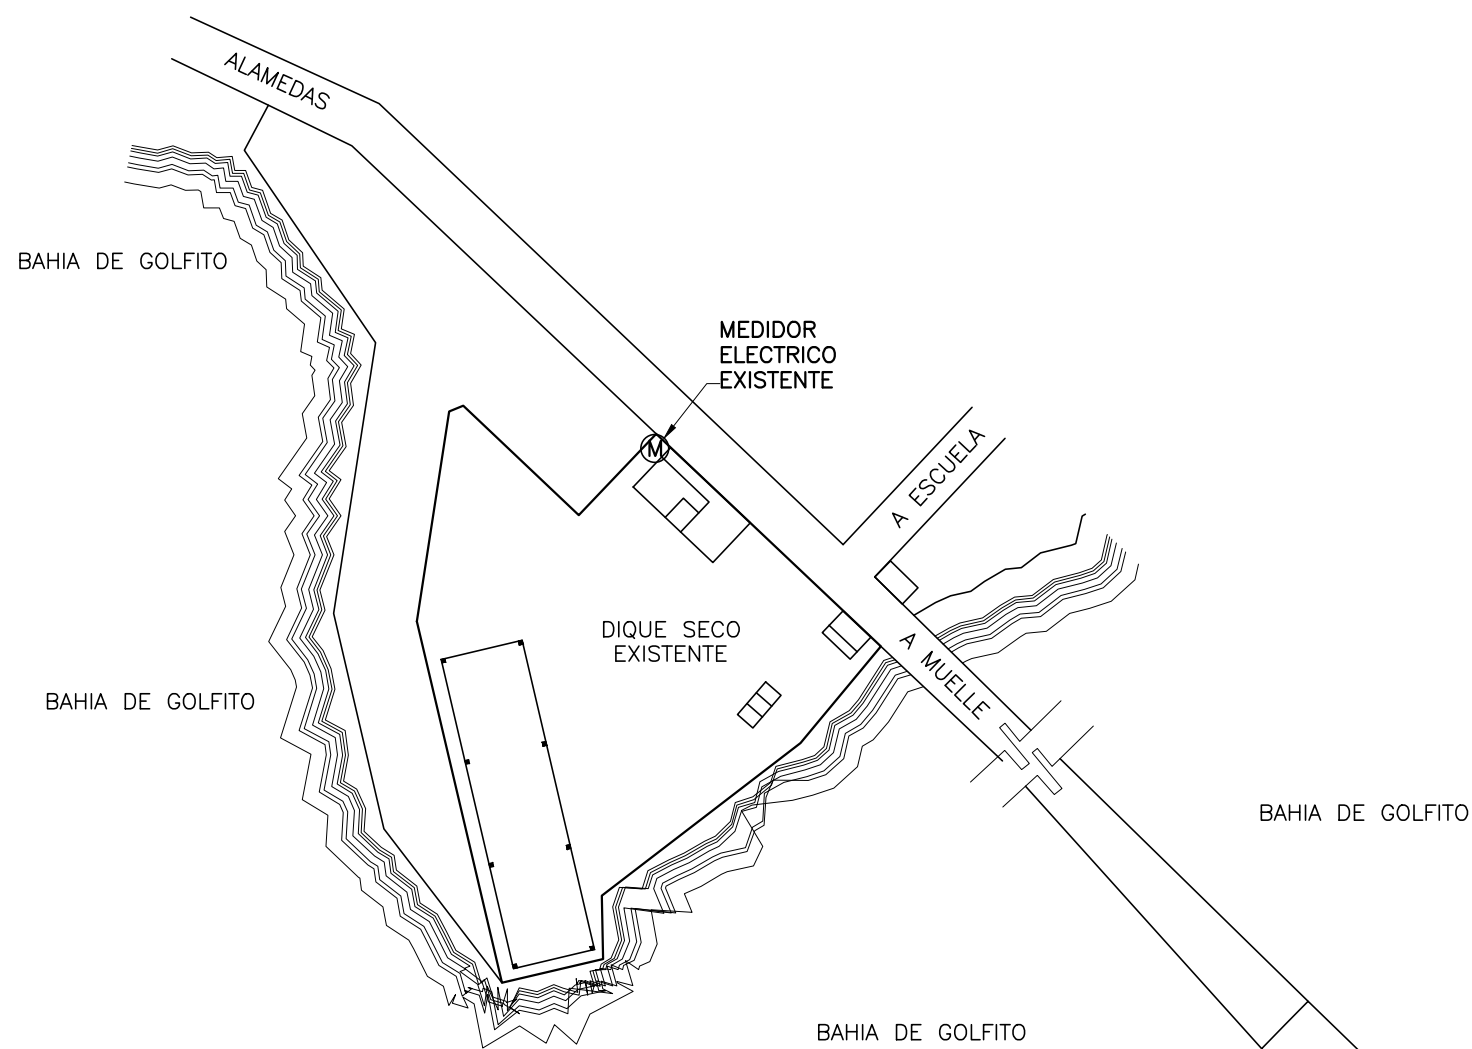 ALAMEDAS
BAHIA DE GOLFITO
MEDIDOR
ELECTRICO
EXISTENTE
M
A ESCUELA
DIQUE SECO
EXISTENTE
A MUELLE
BAHIA DE GOLFITO
BAHIA DE GOLFITO
BAHIA DE GOLFITO